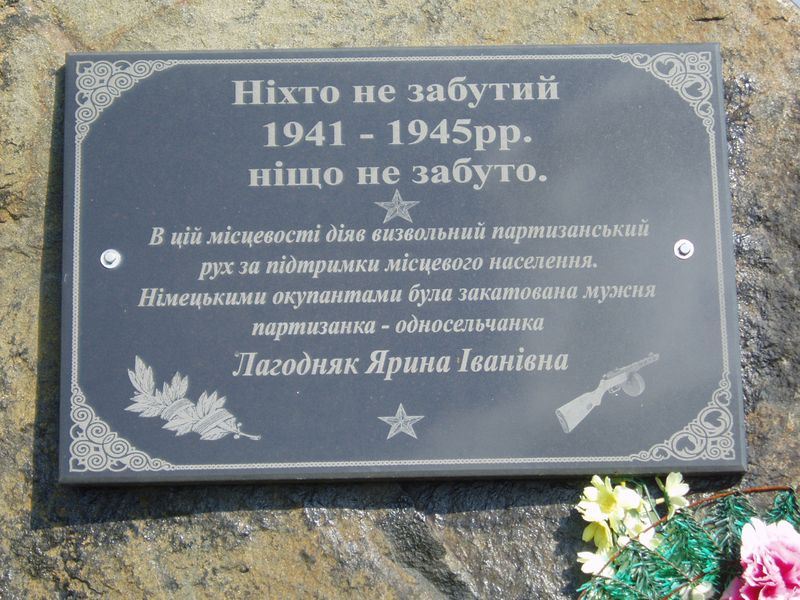 Ніхто не забутий
1941 - 1945рр.
ніщо не забуто.
В цій місцевості діяв визвольний партизанський
рух за підтримки місцевого населення.
Німецькими окупантами була закатована мужня
партизанка - односельчанка
Лагодняк Ярина Іванівна